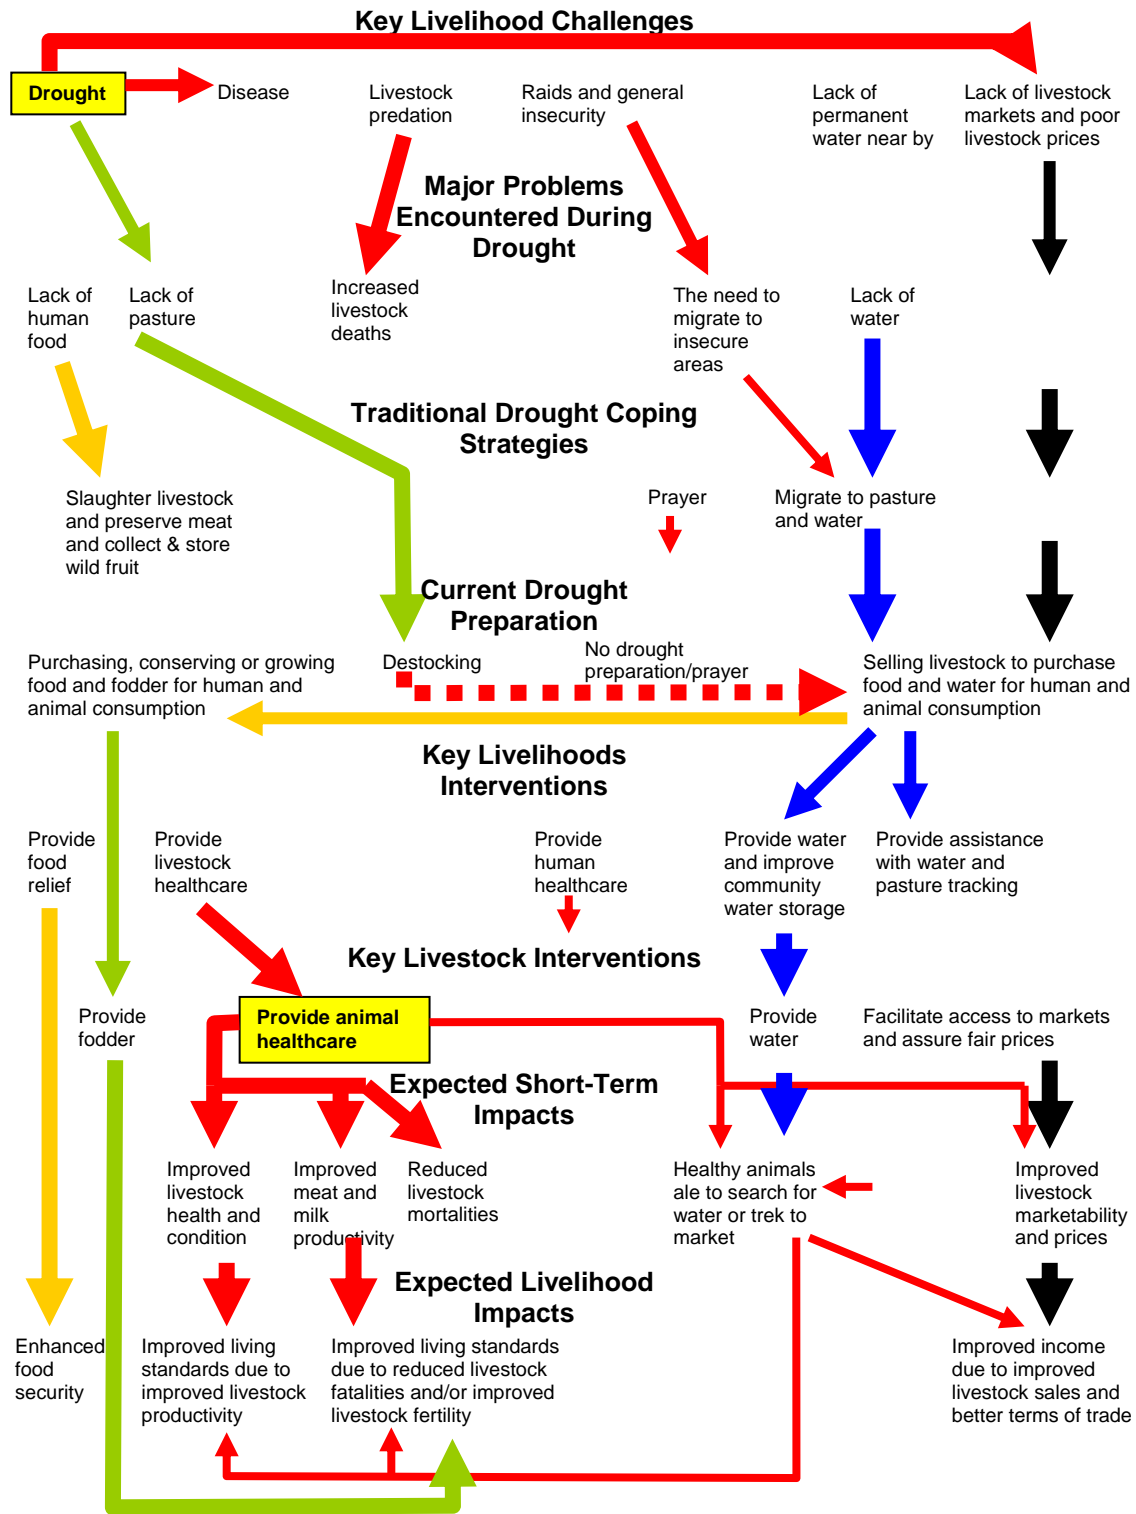 Key Livelihood Challenges
Drought
Disease
Livestock
predation
Raids and general
insecurity
Lack of
permanent
water near by
Lack of livestock
markets and poor
livestock prices
Major Problems
Encountered During
Drought
Lack of
human
food
Lack of
pasture
Increased
livestock
deaths
The need to
migrate to
insecure
areas
Lack of
water
Traditional Drought Coping
Strategies
Slaughter livestock
and preserve meat
and collect & store
wild fruit
Prayer
Migrate to pasture
and water
Current Drought
Preparation
Purchasing, conserving or growing
food and fodder for human and
animal consumption
Destocking
No drought
preparation/prayer
Selling livestock to purchase
food and water for human and
animal consumption
Key Livelihoods
Interventions
Provide
food
relief
Provide
livestock
healthcare
Provide
human
healthcare
Provide water
and improve
community
water storage
Provide assistance
with water and
pasture tracking
Key Livestock Interventions
Provide
fodder
Provide animal
healthcare
Provide
water
Facilitate access to markets
and assure fair prices
Expected Short-Term
Impacts
Improved
livestock
health and
condition
Improved
meat and
milk
productivity
Reduced
livestock
mortalities
Healthy animals
ale to search for
water or trek to
market
Improved
livestock
marketability
and prices
Expected Livelihood
Impacts
Enhanced
food
security
Improved living
standards due to
improved livestock
productivity
Improved living standards
due to reduced livestock
fatalities and/or improved
livestock fertility
Improved income
due to improved
livestock sales and
better terms of trade